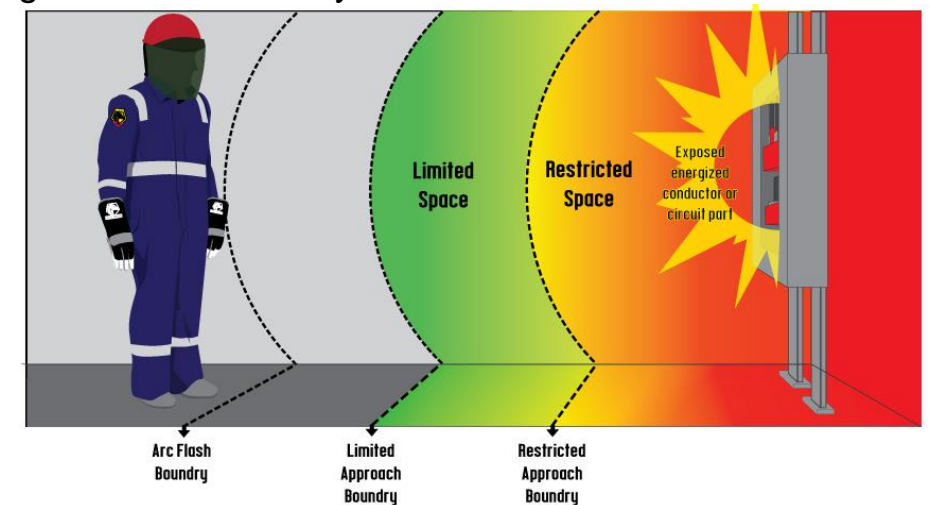 Limited
Space
Restricted
Space
Exposed
energized
conductor or
circuit part
Arc Flash
Boundry
Limited
Approach
Boundry
Restricted
Approach
Boundry